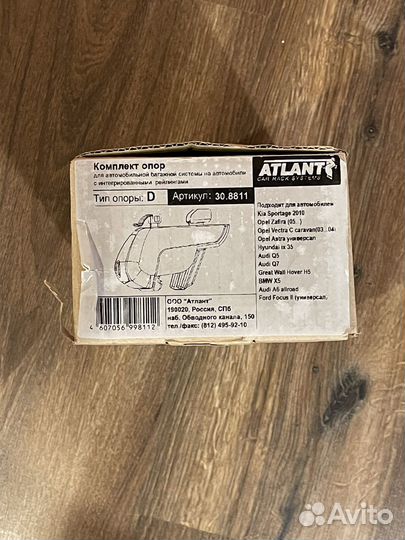 Комплект опор
для автомобильной багажной системы на автомобили
с интегрированными рейлингами
Тип опоры: D
Артикул: 30.8811
ATLANT
CAR RACK SYSTEMS
Подходит для автомобилей
Kia Sportage 2010
Opel Zafira (05..)
Opel Vectra C caravan(03...04)
Opel Astra универсал
Hyundai ix 35
Audi Q5
Audi Q7
Great Wall Hover H5
BMW X5
Audi A6 allroad
Ford Focus II (универсал,
4 607056 998112
ООО "Атлант"
190020, Россия, СПб
наб. Обводного канала, 150
тел./факс: (812) 495-92-10
Avito